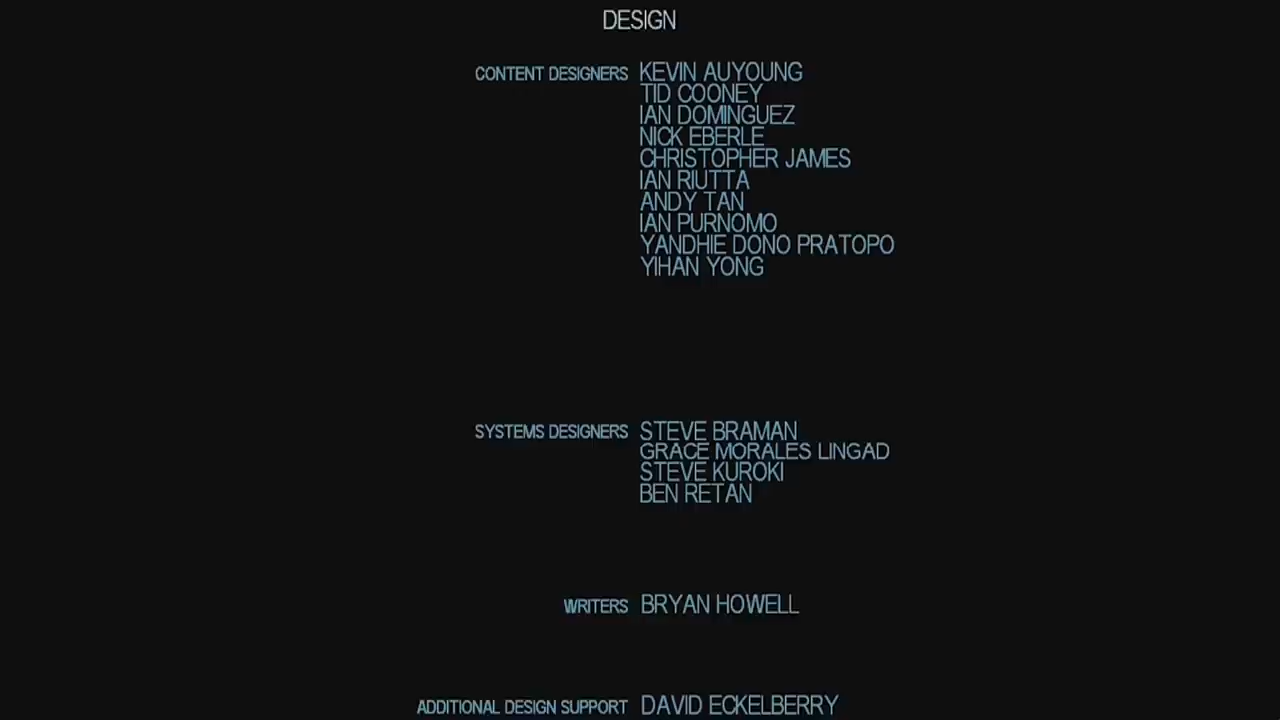 DESIGN
CONTENT DESIGNERS KEVIN AUYOUNG
TID COONEY
IAN DOMINGUEZ
NICK EBERLE
CHRISTOPHER JAMES
IAN RIUTTA
ANDY TAN
IAN PURNOMO
YANDHIE DONO PRATOPO
YIHAN YONG
SYSTEMS DESIGNERS STEVE BRAMAN
GRACE MORALES LINGAD
STEVE KUROKI
BEN RETAN
WRITERS BRYAN HOWELL
ADDITIONAL DESIGN SUPPORT DAVID ECKELBERRY